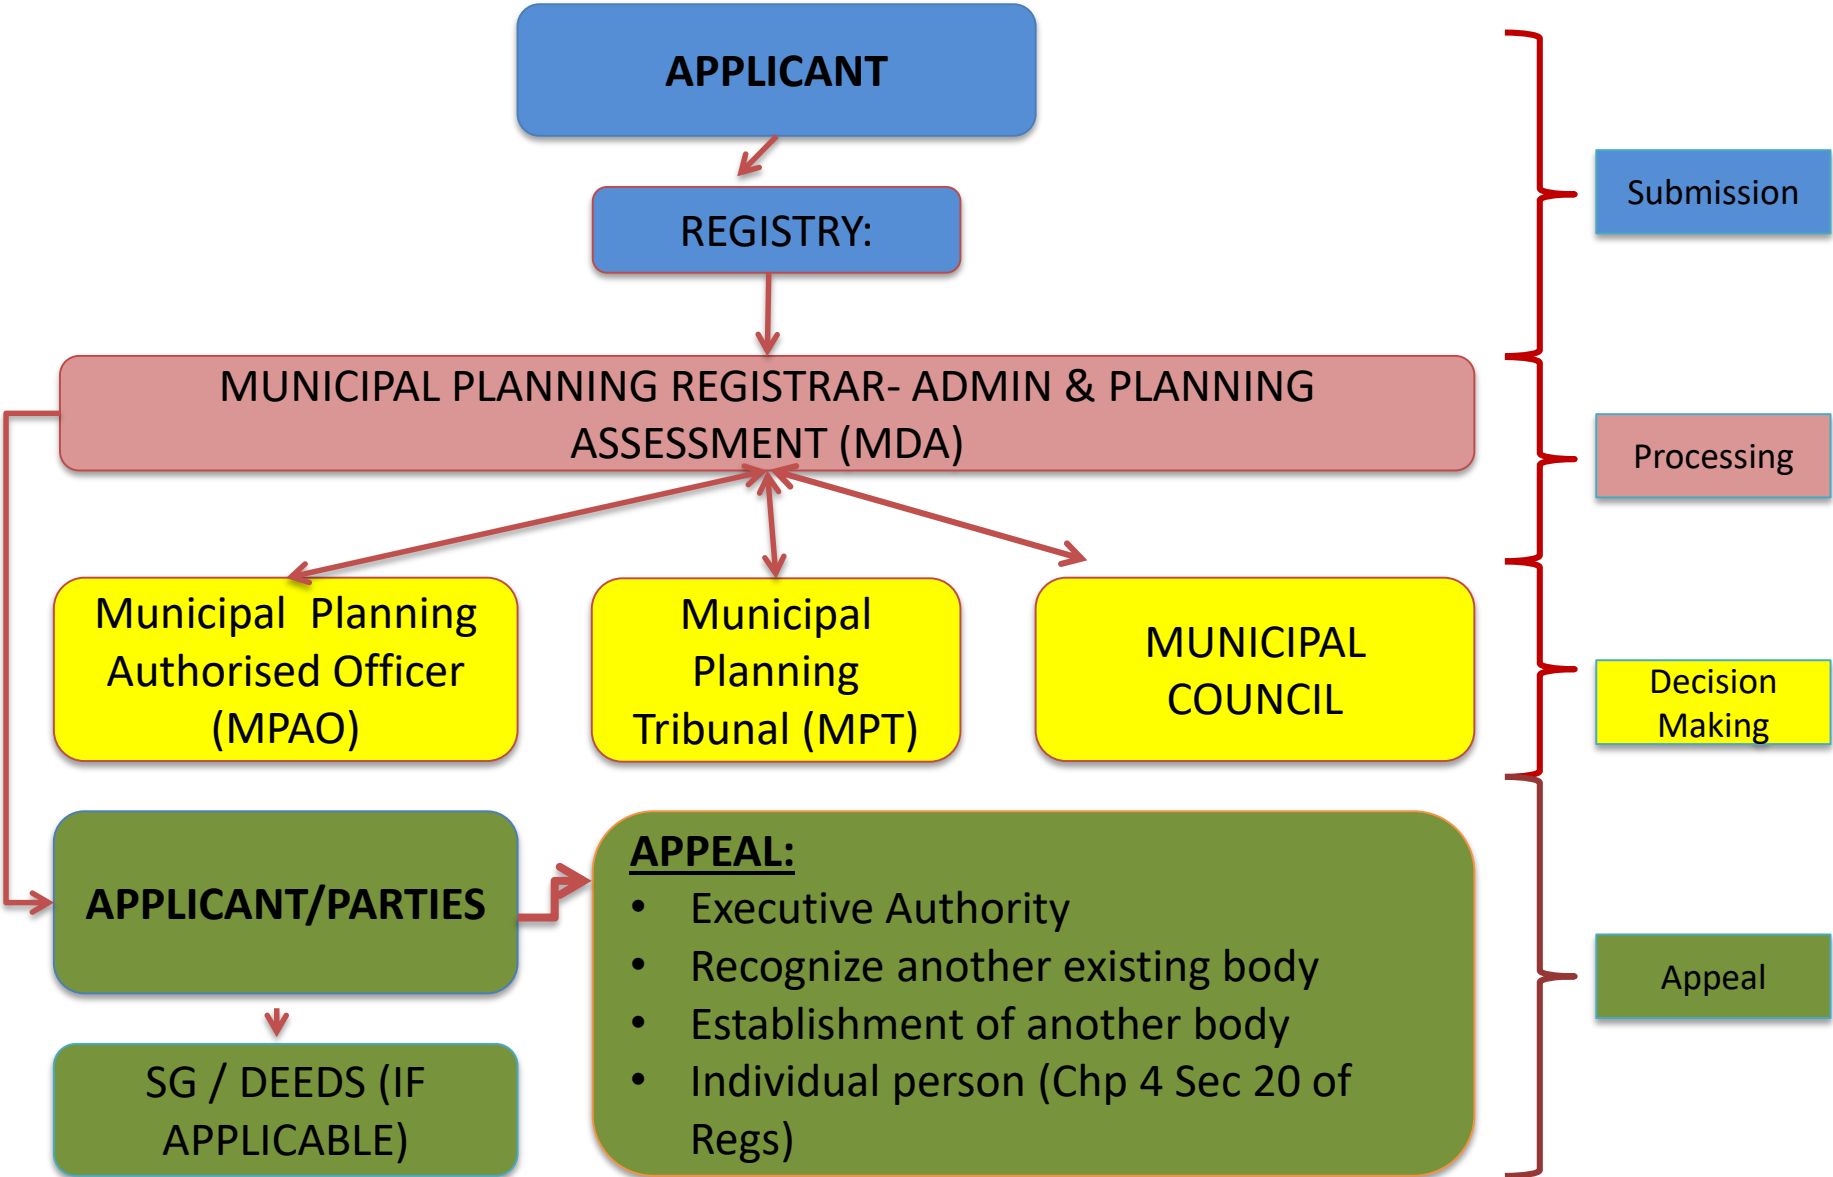 APPLICANT
REGISTRY:
Submission
MUNICIPAL PLANNING REGISTRAR- ADMIN & PLANNING
ASSESSMENT (MDA)
Processing
Municipal  Planning
Authorised Officer
(MPAO)
Municipal
Planning
Tribunal (MPT)
MUNICIPAL
COUNCIL
Decision
Making
APPLICANT/PARTIES
SG / DEEDS (IF
APPLICABLE)
APPEAL:
• Executive Authority
• Recognize another existing body
• Establishment of another body
• Individual person (Chp 4 Sec 20 of
Regs)
Appeal